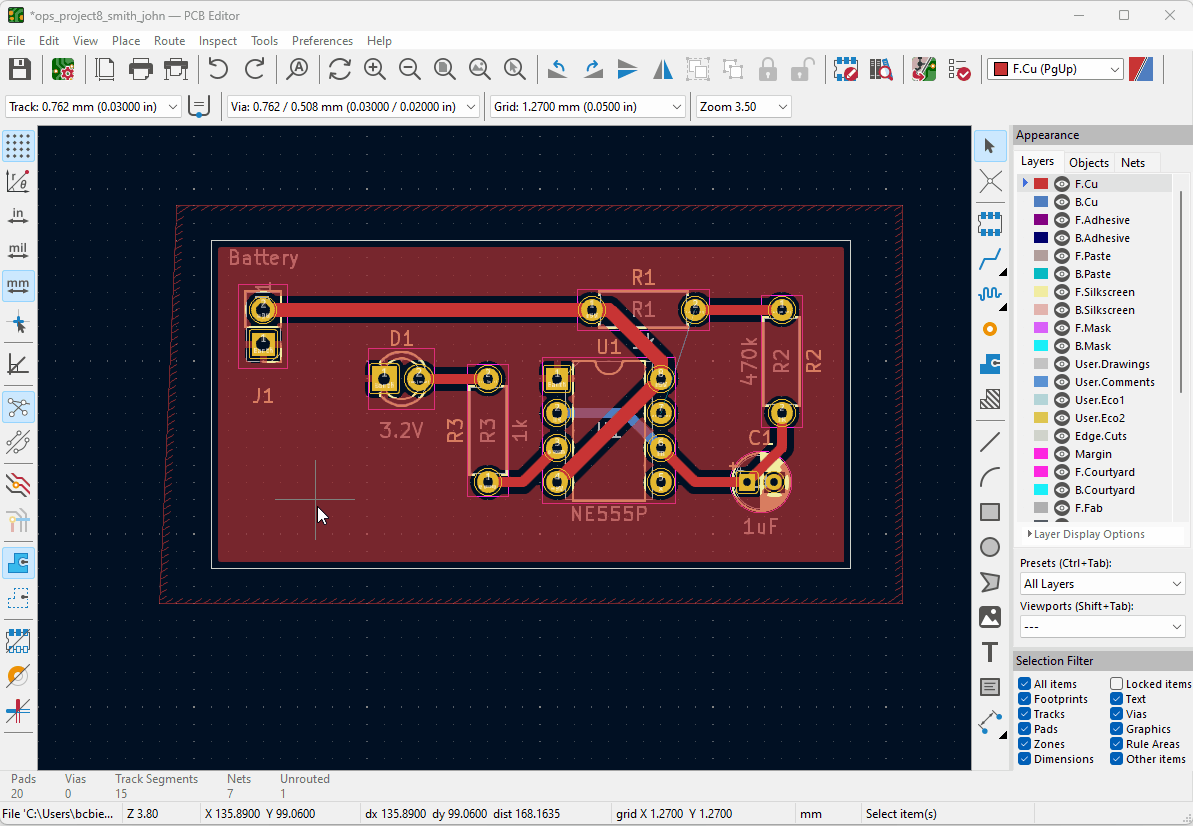 *ops_project8_smith_john — PCB Editor
File Edit View Place Route Inspect Tools Preferences Help
F.Cu (PgUp)
Track: 0.762 mm (0.03000 in) Via: 0.762 / 0.508 mm (0.03000 / 0.02000 in) Grid: 1.2700 mm (0.0500 in) Zoom 3.50
in
mil
mm
Battery
R1
R1
D1
U1
J1
3.2V
R3
R3
1k
470k
R2
R2
C1
NE555P
1uF
Appearance
Layers Objects Nets
F.Cu
B.Cu
F.Adhesive
B.Adhesive
F.Paste
B.Paste
F.Silkscreen
B.Silkscreen
F.Mask
B.Mask
User.Drawings
User.Comments
User.Eco1
User.Eco2
Edge.Cuts
Margin
F.Courtyard
B.Courtyard
F.Fab
Layer Display Options
Presets (Ctrl+Tab):
All Layers
Viewports (Shift+Tab):
---
Selection Filter
All items Locked items
Footprints Text
Tracks Vias
Pads Graphics
Zones Rule Areas
Dimensions Other items
Pads Vias Track Segments Nets Unrouted
20 0 15 7 1
File 'C:\Users\bcbie... Z 3.80 X 135.8900 Y 99.0600 dx 135.8900 dy 99.0600 dist 168.1635 grid X 1.2700 Y 1.2700 mm Select item(s)